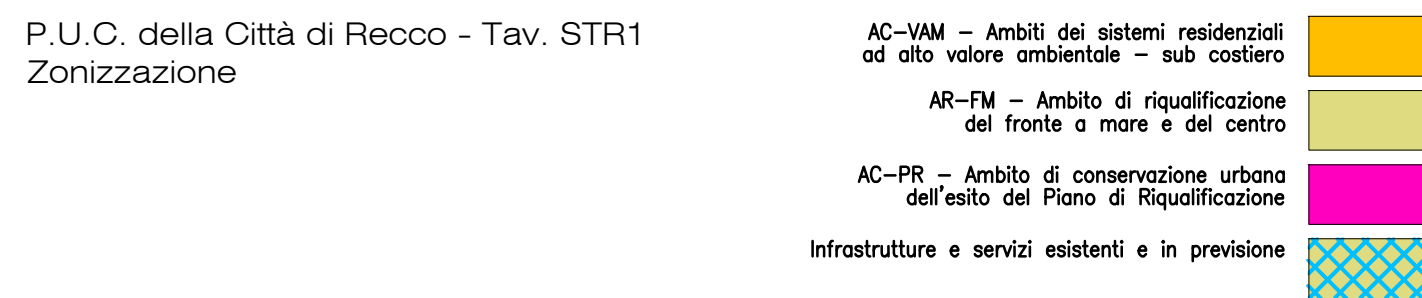 P.U.C. della Città di Recco - Tav. STR1
Zonizzazione
AC-VAM - Ambiti dei sistemi residenziali
ad alto valore ambientale - sub costiero
AR-FM - Ambito di riqualificazione
del fronte a mare e del centro
AC-PR - Ambito di conservazione urbana
dell'esito del Piano di Riqualificazione
Infrastrutture e servizi esistenti e in previsione